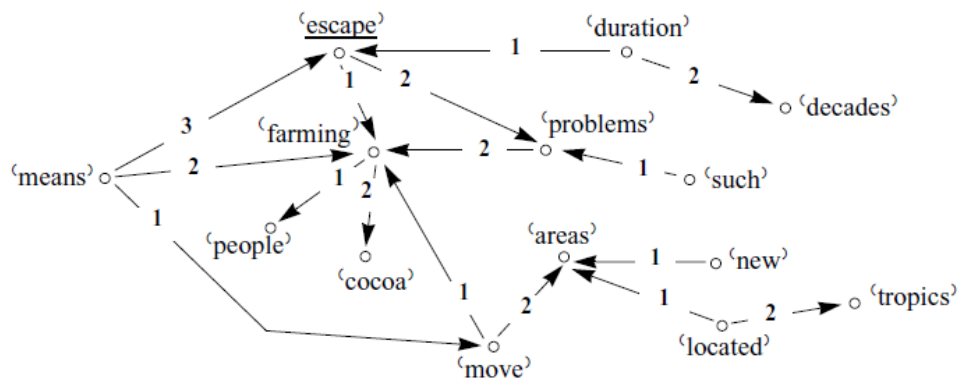 ‘escape’
‘duration’
1
1
2
2
‘decades’
3
‘farming’
‘problems’
2
2
1
2
1
‘means’
‘such’
1
‘people’
‘areas’
1
‘new’
‘cocoa’
1
2
1
2
‘tropics’
‘located’
‘move’